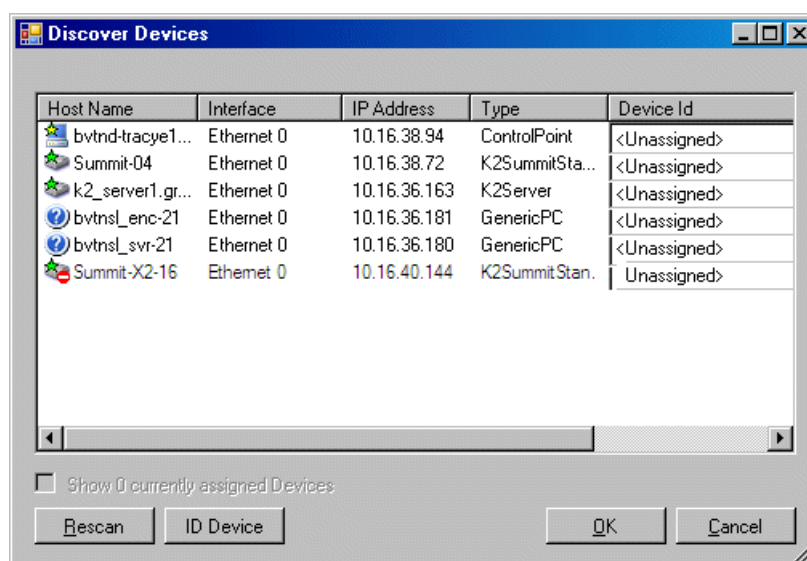 Discover Devices
Host Name Interface IP Address Type Device Id
bvtnd-tracye1... Ethernet 0 10.16.38.94 ControlPoint <Unassigned>
Summit-04 Ethernet 0 10.16.38.72 K2SummitSta... <Unassigned>
k2_server1.gr... Ethernet 0 10.16.36.163 K2Server <Unassigned>
bvtnsl_enc-21 Ethernet 0 10.16.36.181 GenericPC <Unassigned>
bvtnsl_svr-21 Ethernet 0 10.16.36.180 GenericPC <Unassigned>
Summit-X2-16 Ethernet 0 10.16.40.144 K2SummitStan. Unassigned>
Show 0 currently assigned Devices
Rescan ID Device OK Cancel